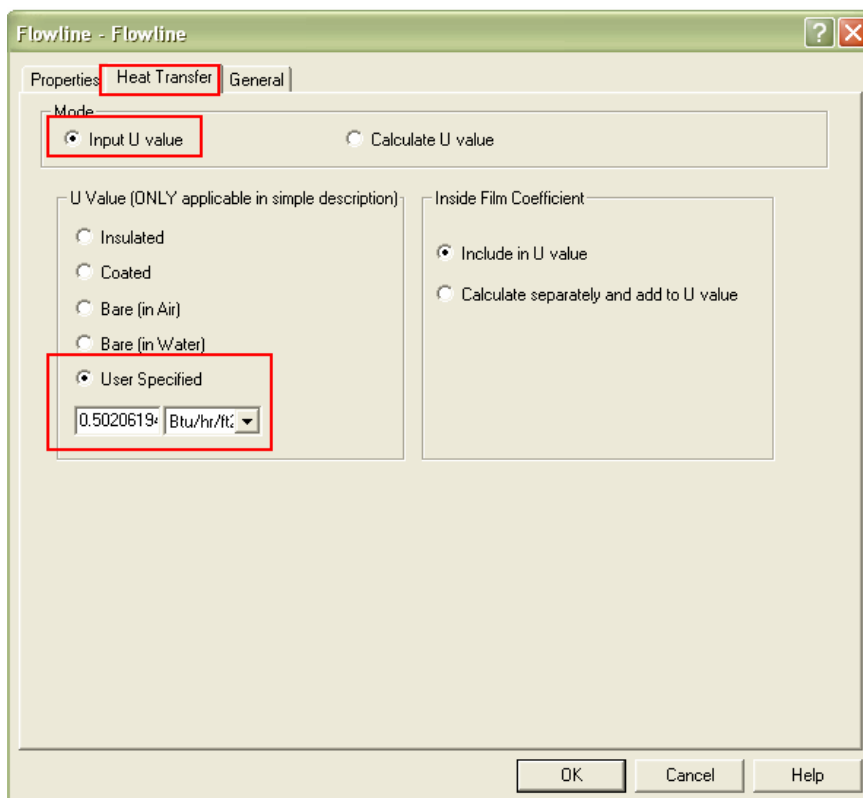 Flowline - Flowline
Properties Heat Transfer General
Mode
Input U value Calculate U value
U Value (ONLY applicable in simple description)
Insulated
Coated
Bare (in Air)
Bare (in Water)
User Specified
0.5020619 Btu/hr/ft
Inside Film Coefficient
Include in U value
Calculate separately and add to U value
OK Cancel Help